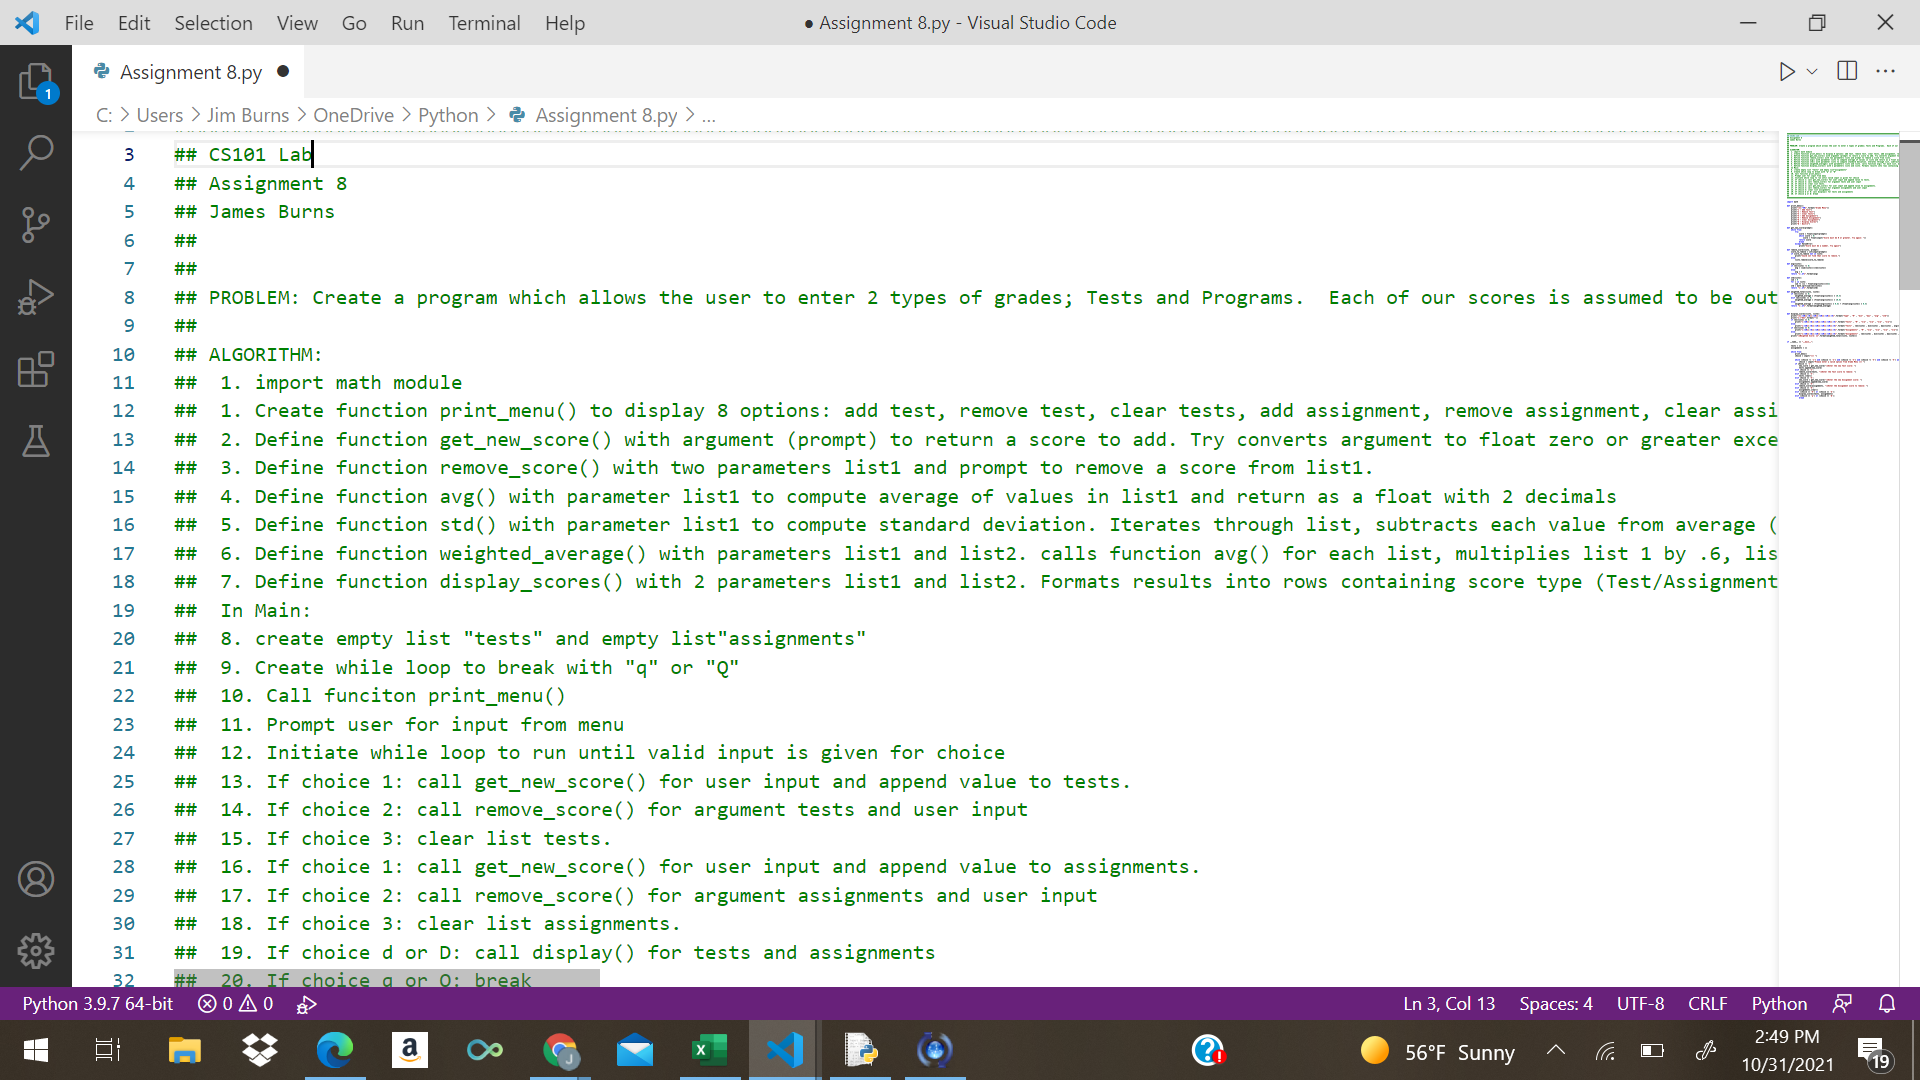 File Edit Selection View Go Run Terminal Help
● Assignment 8.py - Visual Studio Code
1
Assignment 8.py ●
C: > Users > Jim Burns > OneDrive > Python > Assignment 8.py > ...
3 ## CS101 Lab
4 ## Assignment 8
5 ## James Burns
6 ##
7 ##
8 ## PROBLEM: Create a program which allows the user to enter 2 types of grades; Tests and Programs.  Each of our scores is assumed to be out
9 ##
10 ## ALGORITHM:
11 ##  1. import math module
12 ##  1. Create function print_menu() to display 8 options: add test, remove test, clear tests, add assignment, remove assignment, clear assi
13 ##  2. Define function get_new_score() with argument (prompt) to return a score to add. Try converts argument to float zero or greater exce
14 ##  3. Define function remove_score() with two parameters list1 and prompt to remove a score from list1.
15 ##  4. Define function avg() with parameter list1 to compute average of values in list1 and return as a float with 2 decimals
16 ##  5. Define function std() with parameter list1 to compute standard deviation. Iterates through list, subtracts each value from average (
17 ##  6. Define function weighted_average() with parameters list1 and list2. calls function avg() for each list, multiplies list 1 by .6, lis
18 ##  7. Define function display_scores() with 2 parameters list1 and list2. Formats results into rows containing score type (Test/Assignment
19 ##  In Main:
20 ##  8. create empty list "tests" and empty list"assignments"
21 ##  9. Create while loop to break with "q" or "Q"
22 ##  10. Call funciton print_menu()
23 ##  11. Prompt user for input from menu
24 ##  12. Initiate while loop to run until valid input is given for choice
25 ##  13. If choice 1: call get_new_score() for user input and append value to tests.
26 ##  14. If choice 2: call remove_score() for argument tests and user input
27 ##  15. If choice 3: clear list tests.
28 ##  16. If choice 1: call get_new_score() for user input and append value to assignments.
29 ##  17. If choice 2: call remove_score() for argument assignments and user input
30 ##  18. If choice 3: clear list assignments.
31 ##  19. If choice d or D: call display() for tests and assignments
32 ##  20. If choice q or Q: break
Python 3.9.7 64-bit 0 0 Ln 3, Col 13 Spaces: 4 UTF-8 CRLF Python
56°F Sunny
2:49 PM
10/31/2021
19